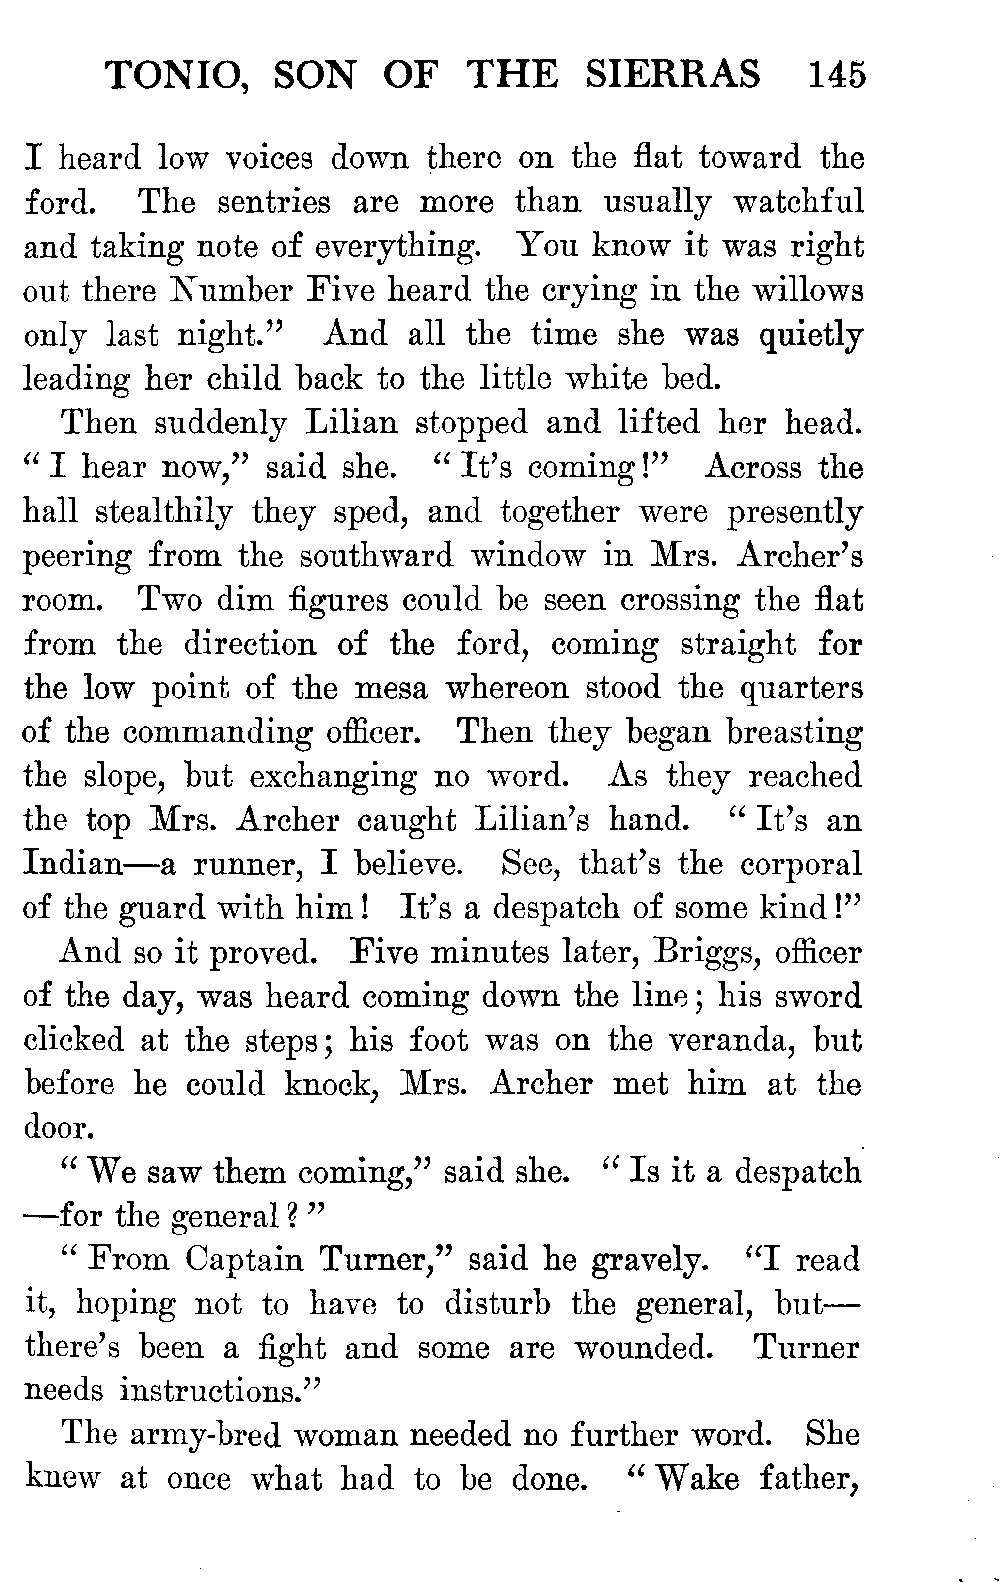 TONIO, SON OF THE SIERRAS 145
I heard low voices down there on the flat toward the
ford. The sentries are more than usually watchful
and taking note of everything. You know it was right
out there Number Five heard the crying in the willows
only last night.” And all the time she was quietly
leading her child back to the little white bed.
Then suddenly Lilian stopped and lifted her head.
“ I hear now,” said she. “ It’s coming!” Across the
hall stealthily they sped, and together were presently
peering from the southward window in Mrs. Archer’s
room. Two dim figures could be seen crossing the flat
from the direction of the ford, coming straight for
the low point of the mesa whereon stood the quarters
of the commanding officer. Then they began breasting
the slope, but exchanging no word. As they reached
the top Mrs. Archer caught Lilian’s hand. “ It’s an
Indian—a runner, I believe. See, that’s the corporal
of the guard with him! It’s a despatch of some kind!”
And so it proved. Five minutes later, Briggs, officer
of the day, was heard coming down the line; his sword
clicked at the steps; his foot was on the veranda, but
before he could knock, Mrs. Archer met him at the
door.
“ We saw them coming,” said she. “ Is it a despatch
—for the general? ”
“ From Captain Turner,” said he gravely. “I read
it, hoping not to have to disturb the general, but—
there’s been a fight and some are wounded. Turner
needs instructions.”
The army-bred woman needed no further word. She
knew at once what had to be done. “ Wake father,